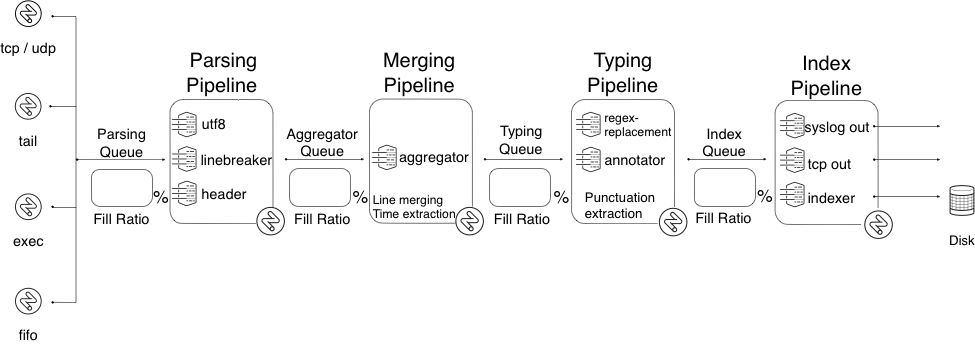 tcp / udp
tail
exec
fifo
Parsing
Queue
%
Fill Ratio
Parsing
Pipeline
utf8
linebreaker
header
Aggregator
Queue
%
Fill Ratio
Merging
Pipeline
aggregator
Line merging
Time extraction
Typing
Queue
%
Fill Ratio
Typing
Pipeline
regex-
replacement
annotator
Punctuation
extraction
Index
Queue
%
Fill Ratio
Index
Pipeline
syslog out
tcp out
indexer
Disk